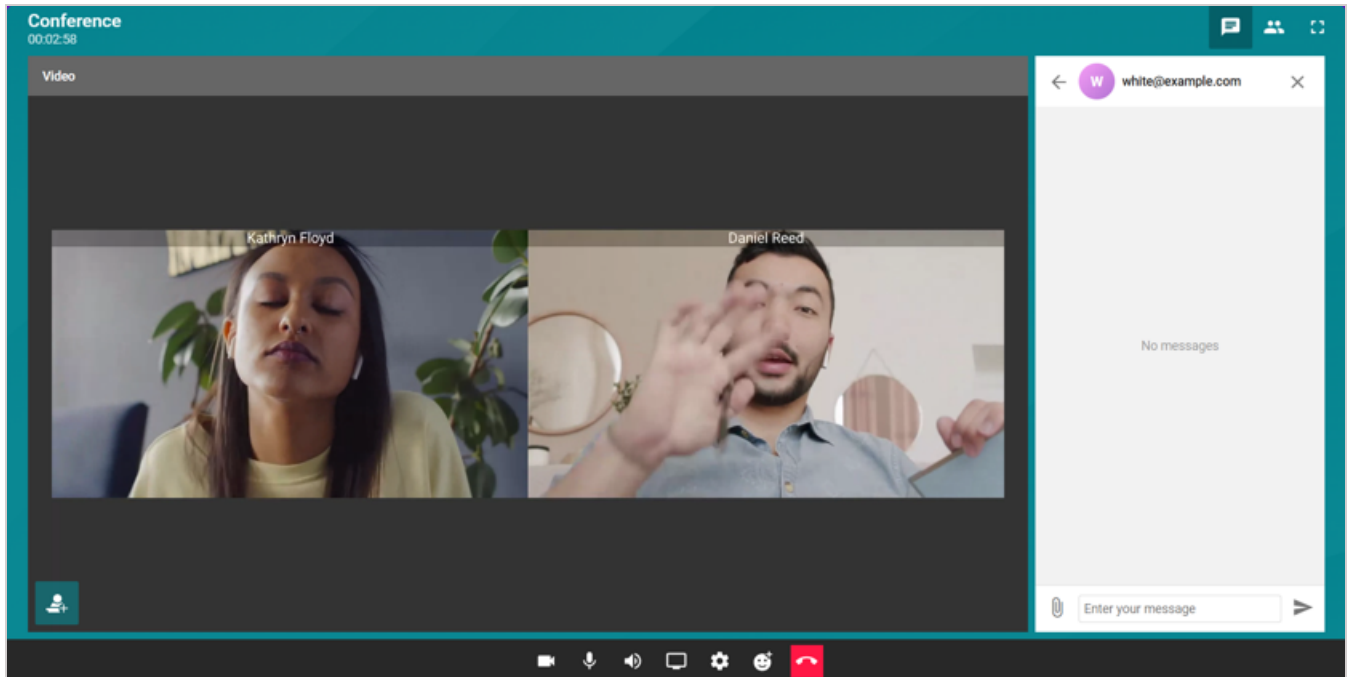 Conference
00:02:58
Video
Kathryn Floyd
Daniel Reed
W white@example.com
No messages
Enter your message